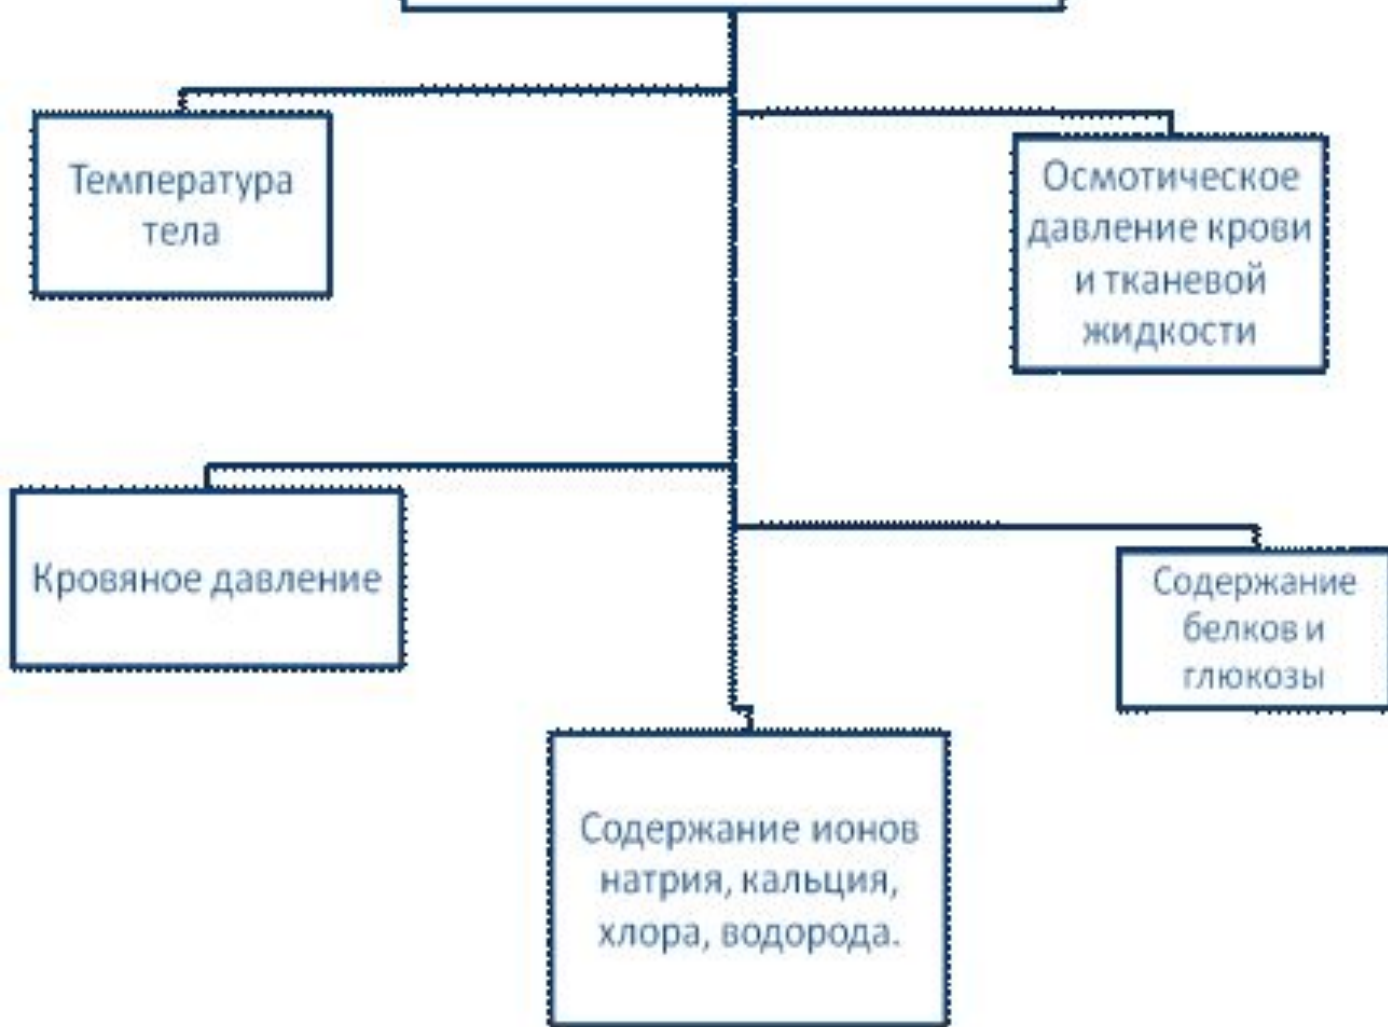 Температура
тела
Осмотическое
давление крови
и тканевой
жидкости
Кровяное давление
Содержание
белков и
глюкозы
Содержание ионов
натрия, кальция,
хлора, водорода.